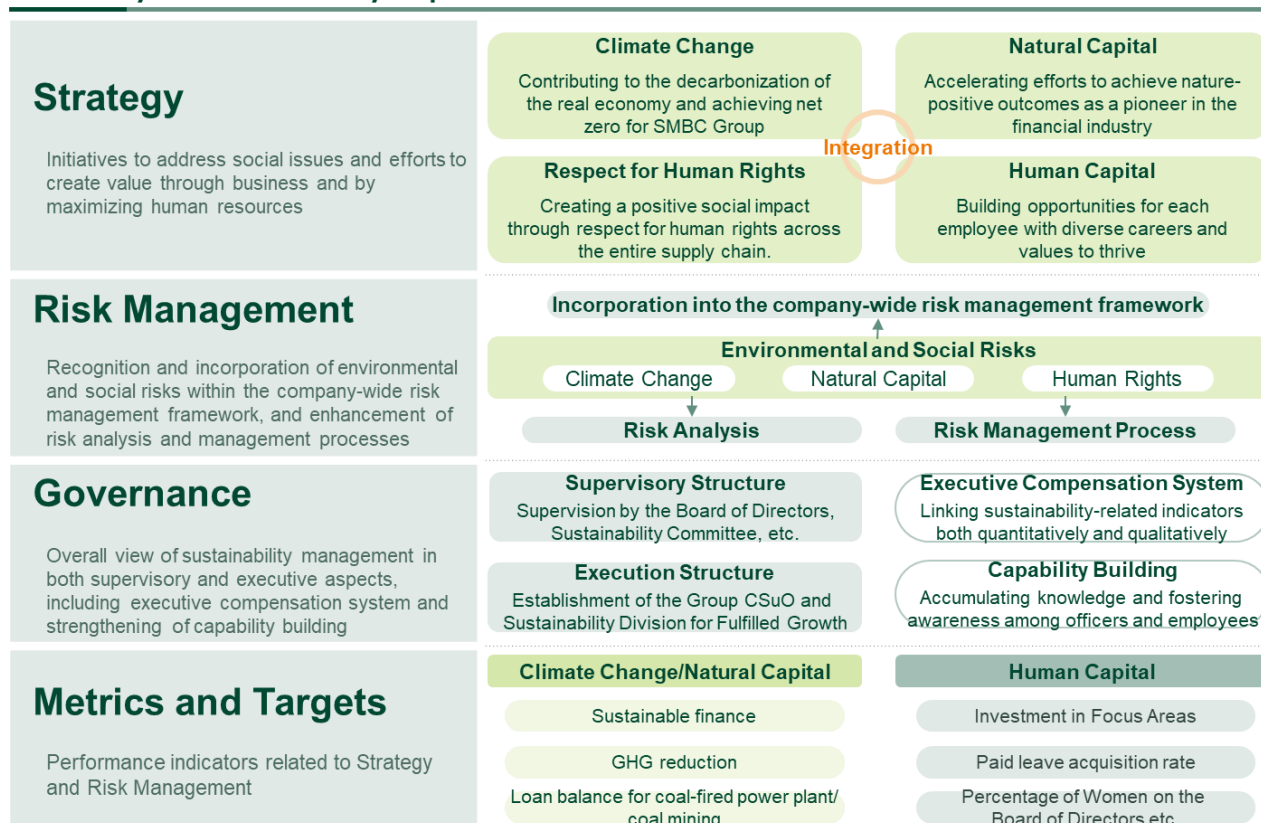 Strategy
Initiatives to address social issues and efforts to
create value through business and by
maximizing human resources
Climate Change
Contributing to the decarbonization of
the real economy and achieving net
zero for SMBC Group
Natural Capital
Accelerating efforts to achieve nature-
positive outcomes as a pioneer in the
financial industry
Integration
Respect for Human Rights
Creating a positive social impact
through respect for human rights across
the entire supply chain.
Human Capital
Building opportunities for each
employee with diverse careers and
values to thrive
Risk Management
Recognition and incorporation of environmental
and social risks within the company-wide risk
management framework, and enhancement of
risk analysis and management processes
Incorporation into the company-wide risk management framework
Environmental and Social Risks
Climate Change
Natural Capital
Human Rights
Risk Analysis
Risk Management Process
Governance
Overall view of sustainability management in
both supervisory and executive aspects,
including executive compensation system and
strengthening of capability building
Supervisory Structure
Supervision by the Board of Directors,
Sustainability Committee, etc.
Executive Compensation System
Linking sustainability-related indicators
both quantitatively and qualitatively
Execution Structure
Establishment of the Group CSuO and
Sustainability Division for Fulfilled Growth
Capability Building
Accumulating knowledge and fostering
awareness among officers and employees
Metrics and Targets
Performance indicators related to Strategy
and Risk Management
Climate Change/Natural Capital
Sustainable finance
GHG reduction
Loan balance for coal-fired power plant/
coal mining
Human Capital
Investment in Focus Areas
Paid leave acquisition rate
Percentage of Women on the
Board of Directors etc